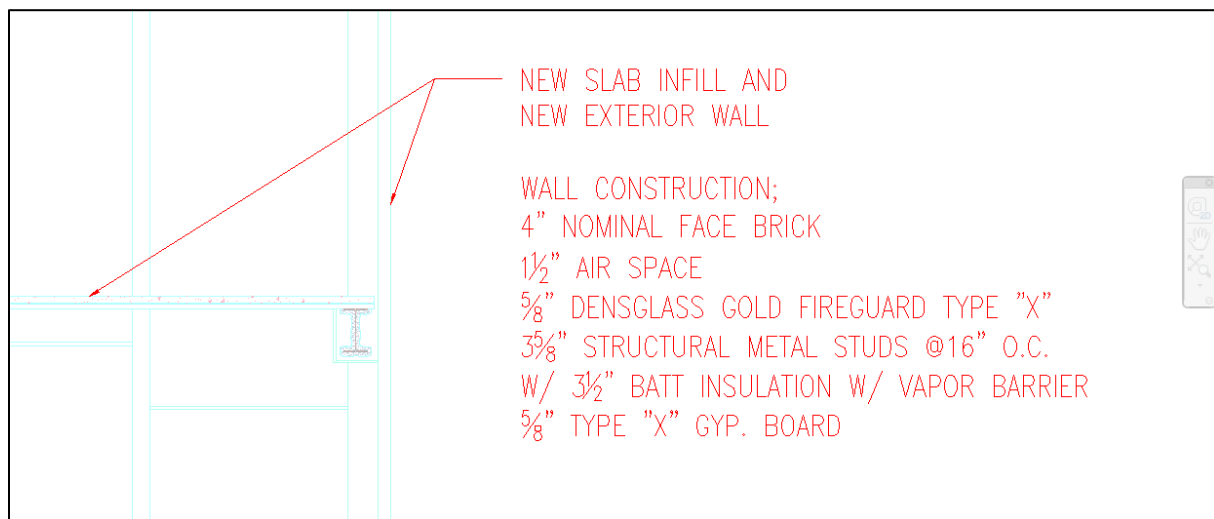 NEW SLAB INFILL AND
NEW EXTERIOR WALL
WALL CONSTRUCTION;
4" NOMINAL FACE BRICK
1½" AIR SPACE
⅝" DENSGLASS GOLD FIREGUARD TYPE "X"
3⅝" STRUCTURAL METAL STUDS @16" O.C.
W/ 3½" BATT INSULATION W/ VAPOR BARRIER
⅝" TYPE "X" GYP. BOARD